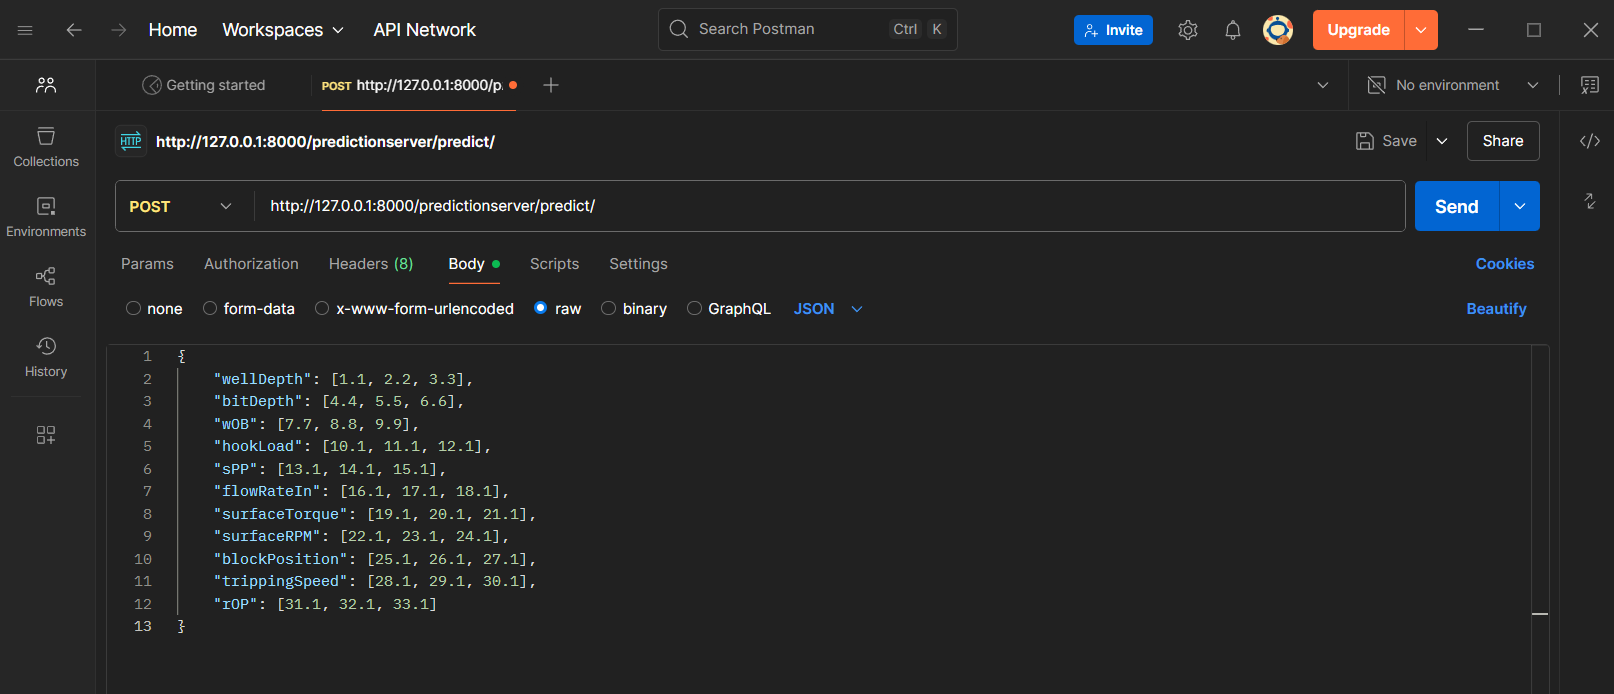 Home Workspaces API Network Search Postman Ctrl K Invite Upgrade
Getting started POST http://127.0.0.1:8000/p. No environment
HTTP http://127.0.0.1:8000/predictionserver/predict/ Save Share
Collections
POST http://127.0.0.1:8000/predictionserver/predict/ Send
Environments
Params Authorization Headers (8) Body Scripts Settings Cookies
Flows
none form-data x-www-form-urlencoded raw binary GraphQL JSON Beautify
History
1 {
2 "wellDepth": [1.1, 2.2, 3.3],
3 "bitDepth": [4.4, 5.5, 6.6],
4 "wOB": [7.7, 8.8, 9.9],
5 "hookLoad": [10.1, 11.1, 12.1],
6 "sPP": [13.1, 14.1, 15.1],
7 "flowRateIn": [16.1, 17.1, 18.1],
8 "surfaceTorque": [19.1, 20.1, 21.1],
9 "surfaceRPM": [22.1, 23.1, 24.1],
10 "blockPosition": [25.1, 26.1, 27.1],
11 "trippingSpeed": [28.1, 29.1, 30.1],
12 "rOP": [31.1, 32.1, 33.1]
13 }